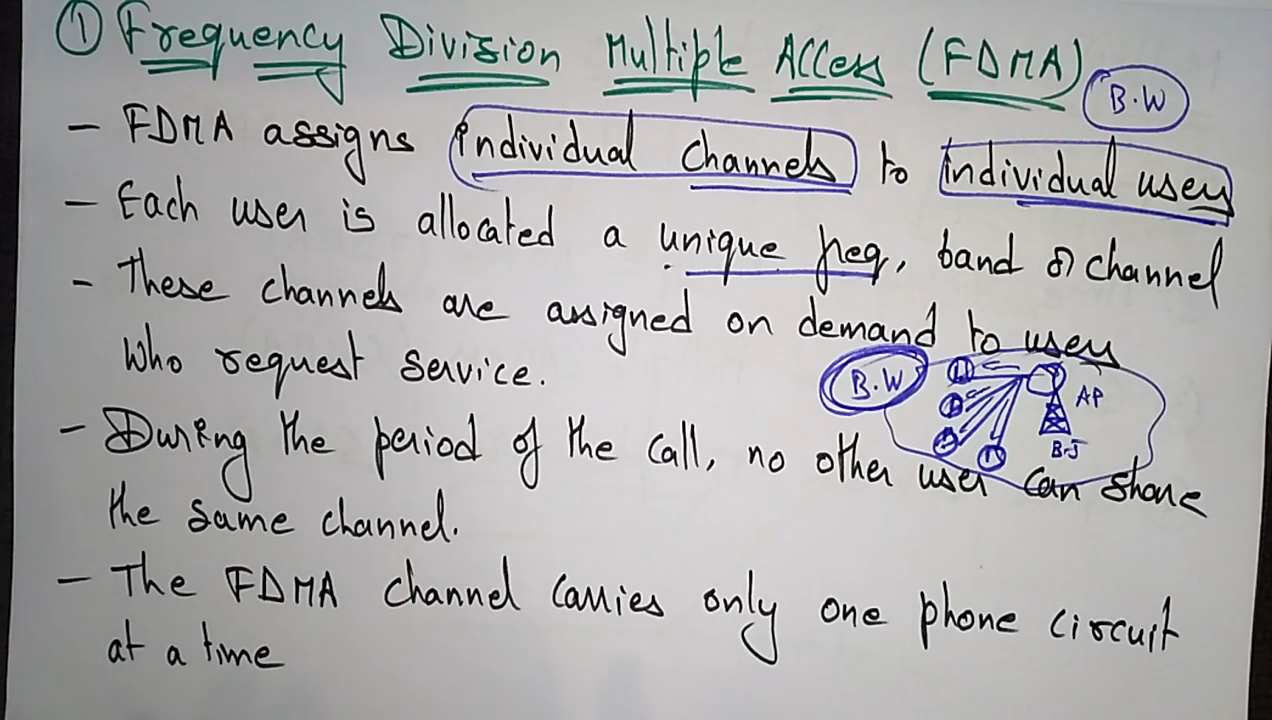 ① Frequency Division Multiple Access (FDMA)
B.W
- FDMA assigns individual channels to individual users
- Each user is allocated a unique freq, band or channel
- These channels are assigned on demand to users
who request service.
B.W
AP
B.S
- During the period of the call, no other user can share
the same channel.
- The FDMA channel carries only one phone circuit
at a time